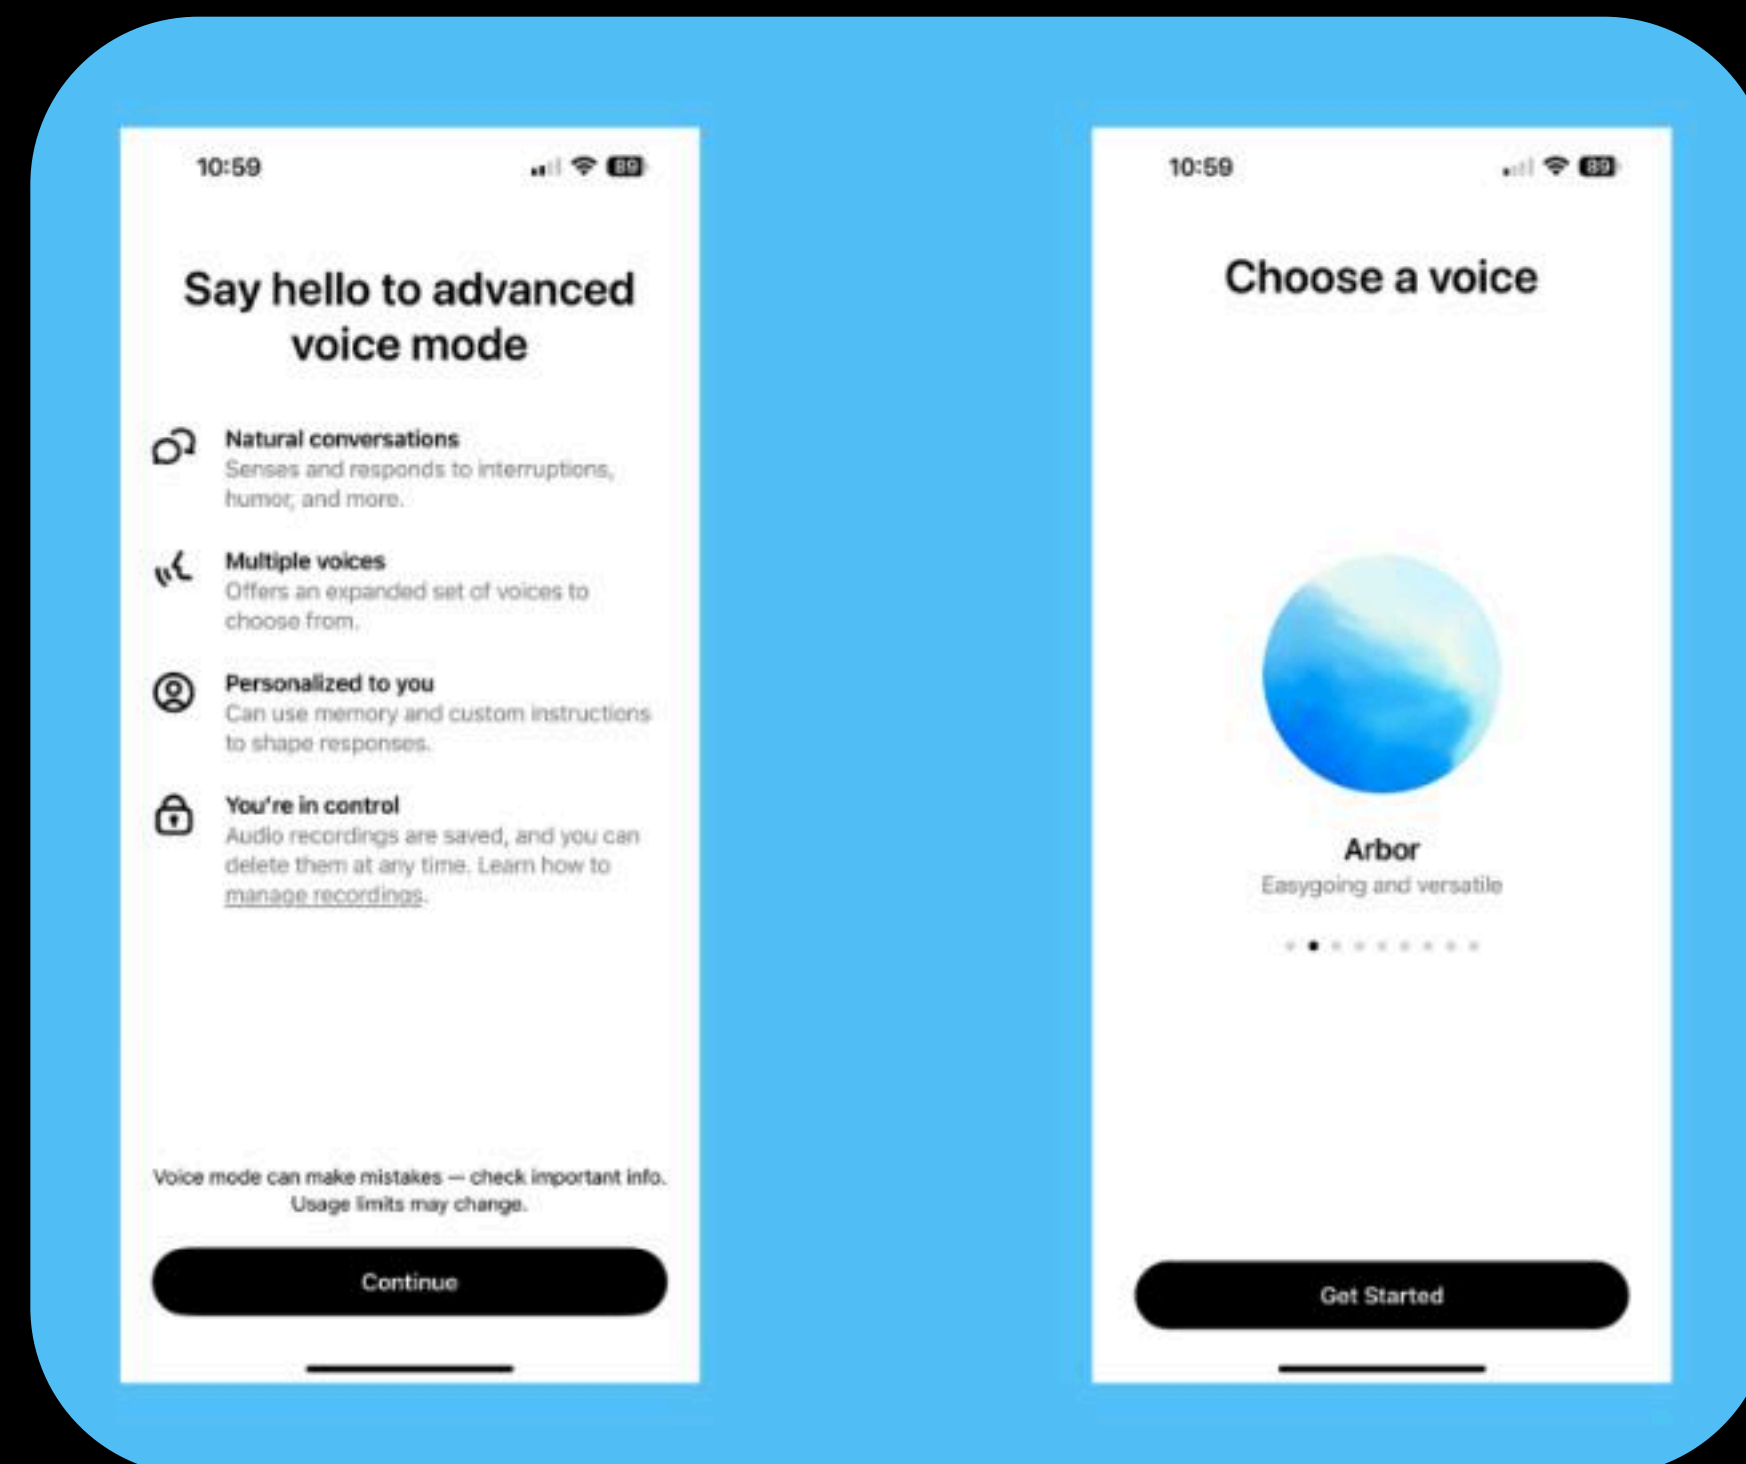 10:59
89
Say hello to advanced
voice mode
Natural conversations
Senses and responds to interruptions,
humor, and more.
Multiple voices
Offers an expanded set of voices to
choose from.
Personalized to you
Can use memory and custom instructions
to shape responses.
You're in control
Audio recordings are saved, and you can
delete them at any time. Learn how to
manage recordings.
Voice mode can make mistakes — check important info.
Usage limits may change.
Continue
10:59
89
Choose a voice
Arbor
Easygoing and versatile
Get Started